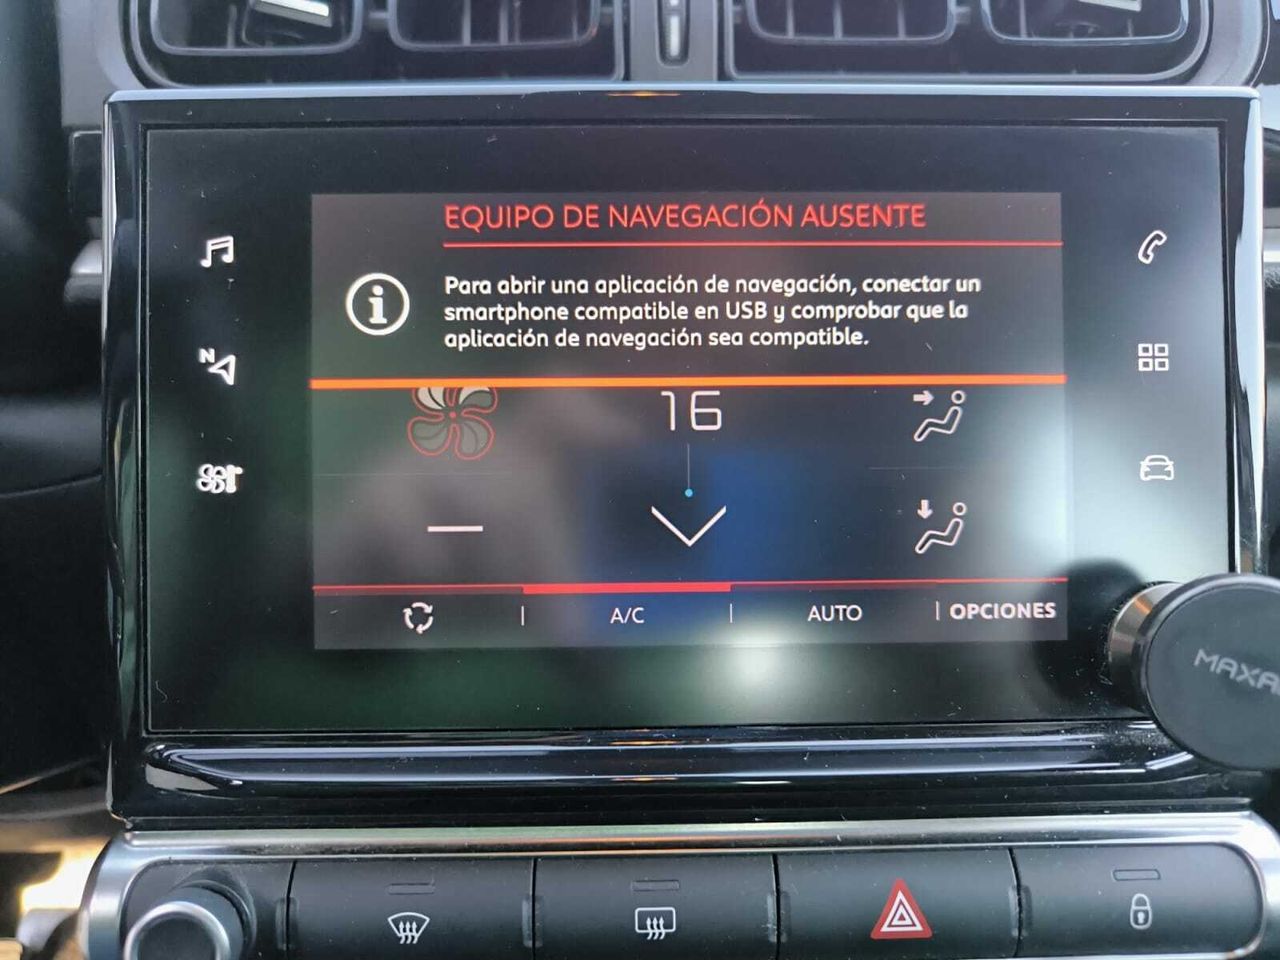 EQUIPO DE NAVEGACIÓN AUSENTE
Para abrir una aplicación de navegación, conectar un
smartphone compatible en USB y comprobar que la
aplicación de navegación sea compatible.
N
16
A/C | AUTO | OPCIONES
MAXA